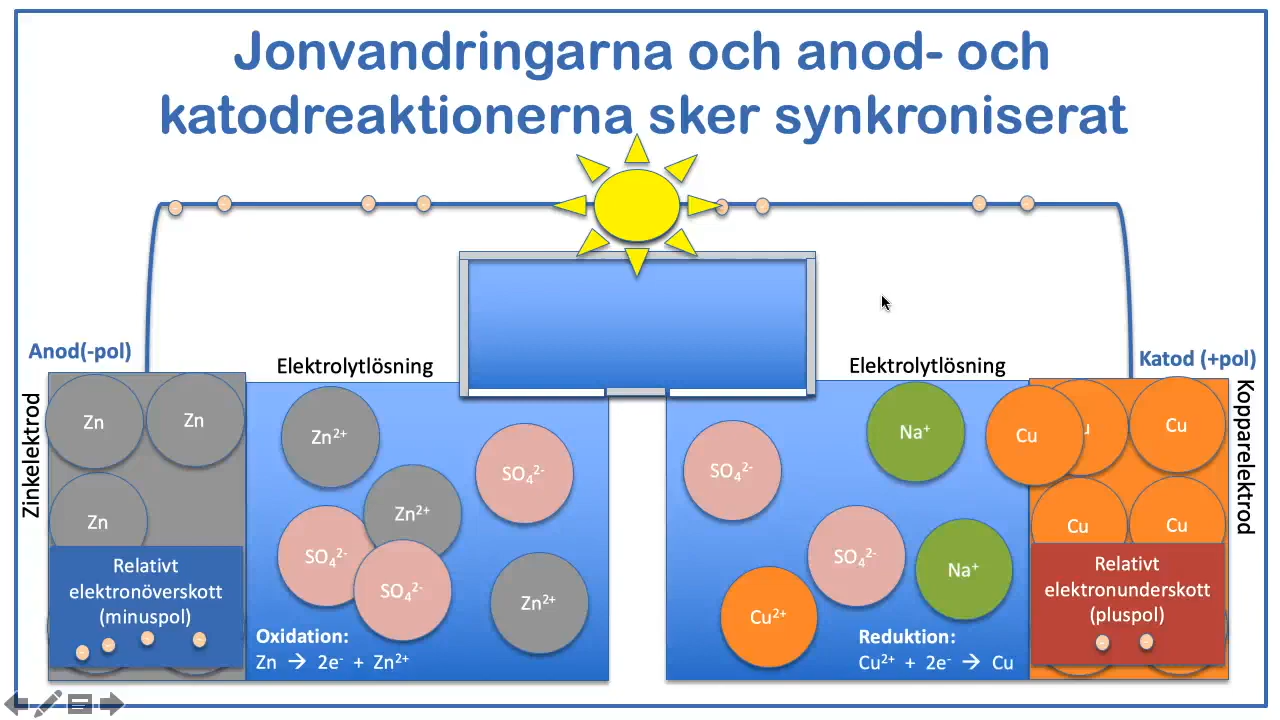 Jonvandringarna och anod- och
katodreaktionerna sker synkroniserat
Anod(-pol)
Elektrolytlösning
Elektrolytlösning
Katod (+pol)
Zinkelektrod
Zn
Zn
Zn
Zn²⁺
Zn²⁺
Zn²⁺
SO₄²⁻
SO₄²⁻
SO₄²⁻
Relativt
elektronöverskott
(minuspol)
Oxidation:
Zn → 2e⁻ + Zn²⁺
SO₄²⁻
SO₄²⁻
Na⁺
Na⁺
Cu²⁺
Reduktion:
Cu²⁺ + 2e⁻ → Cu
Cu
Cu
Cu
Cu
Relativt
elektronunderskott
(pluspol)
Kopparelektrod